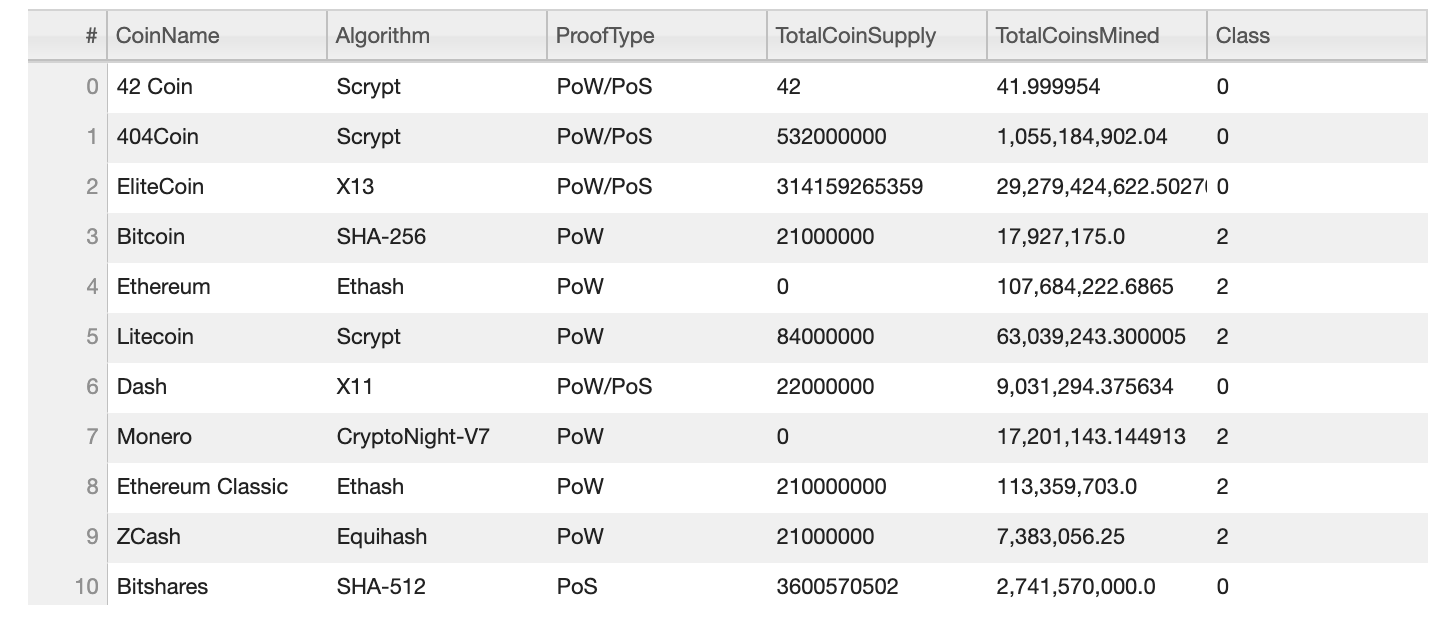 # CoinName Algorithm ProofType TotalCoinSupply TotalCoinsMined Class
0 42 Coin Scrypt PoW/PoS 42 41.999954 0
1 404Coin Scrypt PoW/PoS 532000000 1,055,184,902.04 0
2 EliteCoin X13 PoW/PoS 314159265359 29,279,424,622.5027 0
3 Bitcoin SHA-256 PoW 21000000 17,927,175.0 2
4 Ethereum Ethash PoW 0 107,684,222.6865 2
5 Litecoin Scrypt PoW 84000000 63,039,243.300005 2
6 Dash X11 PoW/PoS 22000000 9,031,294.375634 0
7 Monero CryptoNight-V7 PoW 0 17,201,143.144913 2
8 Ethereum Classic Ethash PoW 210000000 113,359,703.0 2
9 ZCash Equihash PoW 21000000 7,383,056.25 2
10 Bitshares SHA-512 PoS 3600570502 2,741,570,000.0 0